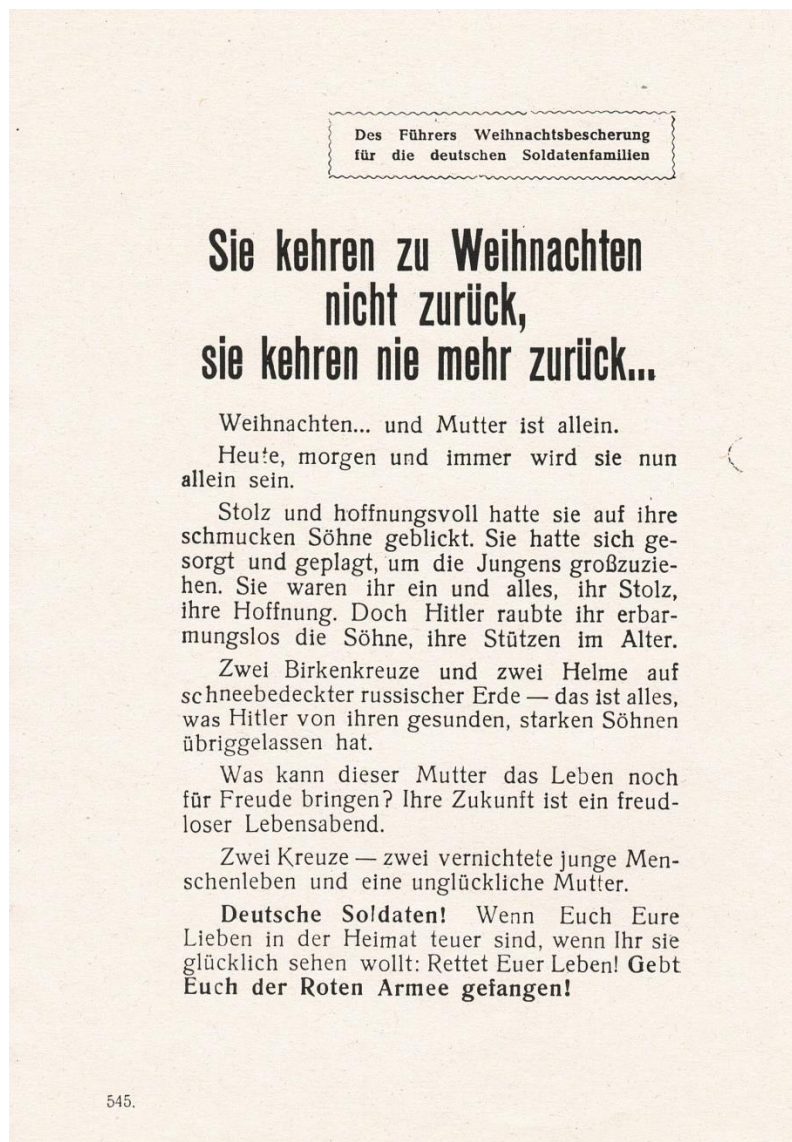 Des Führers Weihnachtsbescherung
für die deutschen Soldatenfamilien
Sie kehren zu Weihnachten
nicht zurück,
sie kehren nie mehr zurück...
Weihnachten... und Mutter ist allein.
Heute, morgen und immer wird sie nun
allein sein.
Stolz und hoffnungsvoll hatte sie auf ihre
schmucken Söhne geblickt. Sie hatte sich ge-
sorgt und geplagt, um die Jungens großzuzie-
hen. Sie waren ihr ein und alles, ihr Stolz,
ihre Hoffnung. Doch Hitler raubte ihr erbar-
mungslos die Söhne, ihre Stützen im Alter.
Zwei Birkenkreuze und zwei Helme auf
schneebedeckter russischer Erde — das ist alles,
was Hitler von ihren gesunden, starken Söhnen
übriggelassen hat.
Was kann dieser Mutter das Leben noch
für Freude bringen? Ihre Zukunft ist ein freud-
loser Lebensabend.
Zwei Kreuze — zwei vernichtete junge Men-
schenleben und eine unglückliche Mutter.
Deutsche Soldaten! Wenn Euch Eure
Lieben in der Heimat teuer sind, wenn Ihr sie
glücklich sehen wollt: Rettet Euer Leben! Gebt
Euch der Roten Armee gefangen!
545.